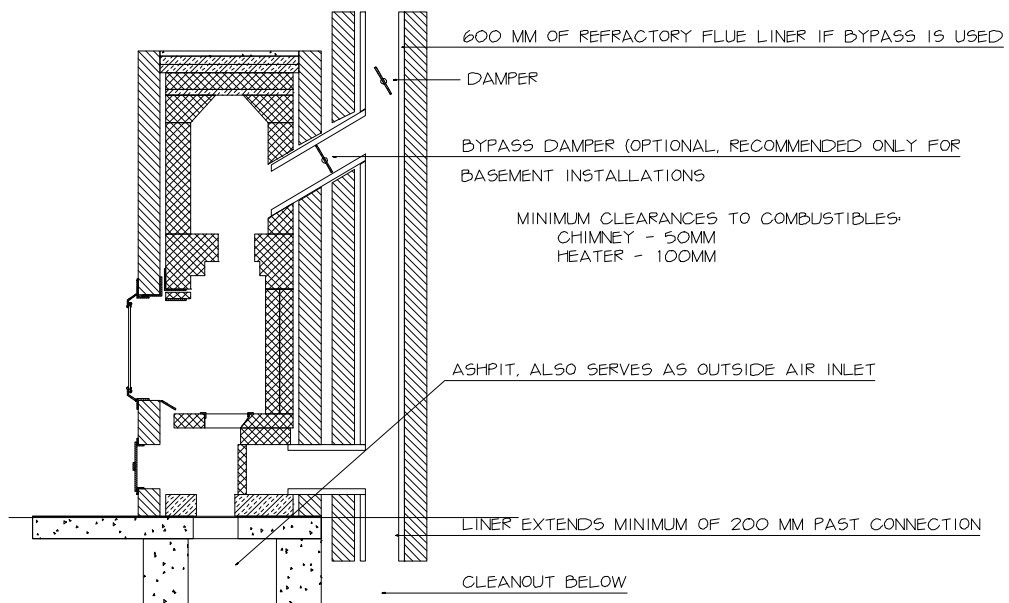 600 MM OF REFRACTORY FLUE LINER IF BYPASS IS USED
DAMPER
BYPASS DAMPER (OPTIONAL, RECOMMENDED ONLY FOR
BASEMENT INSTALLATIONS
MINIMUM CLEARANCES TO COMBUSTIBLES:
CHIMNEY - 50MM
HEATER - 100MM
ASHPIT, ALSO SERVES AS OUTSIDE AIR INLET
LINER EXTENDS MINIMUM OF 200 MM PAST CONNECTION
CLEANOUT BELOW